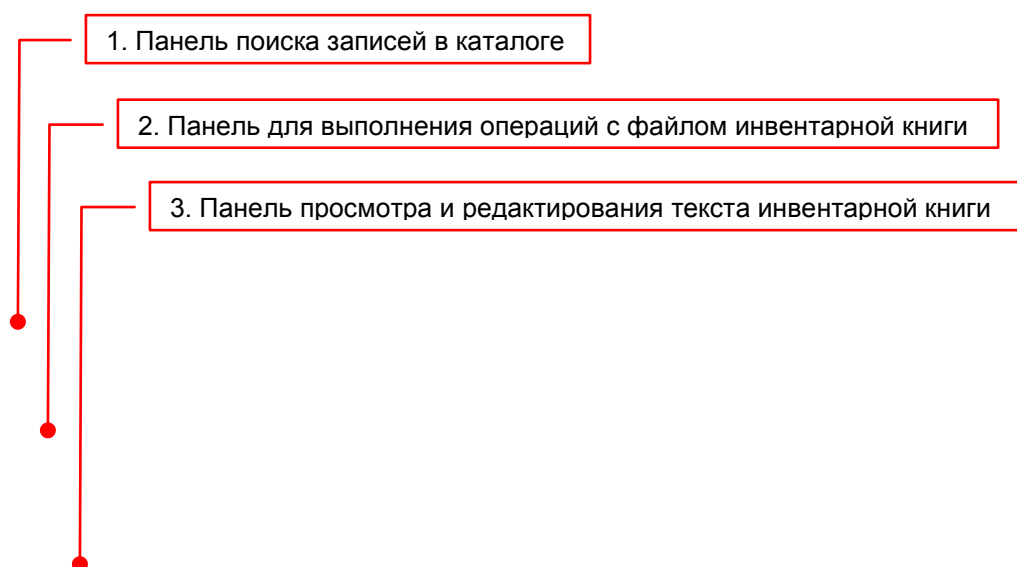 1. Панель поиска записей в каталоге
2. Панель для выполнения операций с файлом инвентарной книги
3. Панель просмотра и редактирования текста инвентарной книги